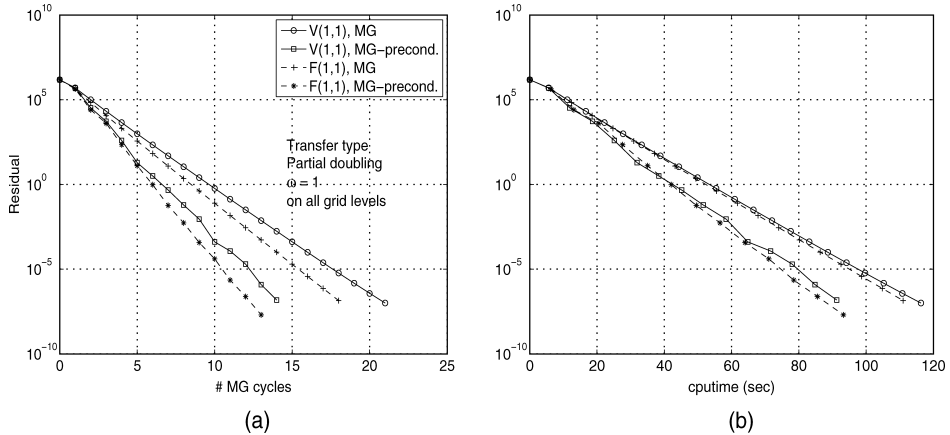 10^10
10^5
10^0
10^-5
10^-10
Residual
V(1,1), MG
V(1,1), MG-precond.
F(1,1), MG
F(1,1), MG-precond.
Transfer type
Partial doubling
ω = 1
on all grid levels
0 5 10 15 20 25
# MG cycles
(a)
10^10
10^5
10^0
10^-5
10^-10
0 20 40 60 80 100 120
cputime (sec)
(b)